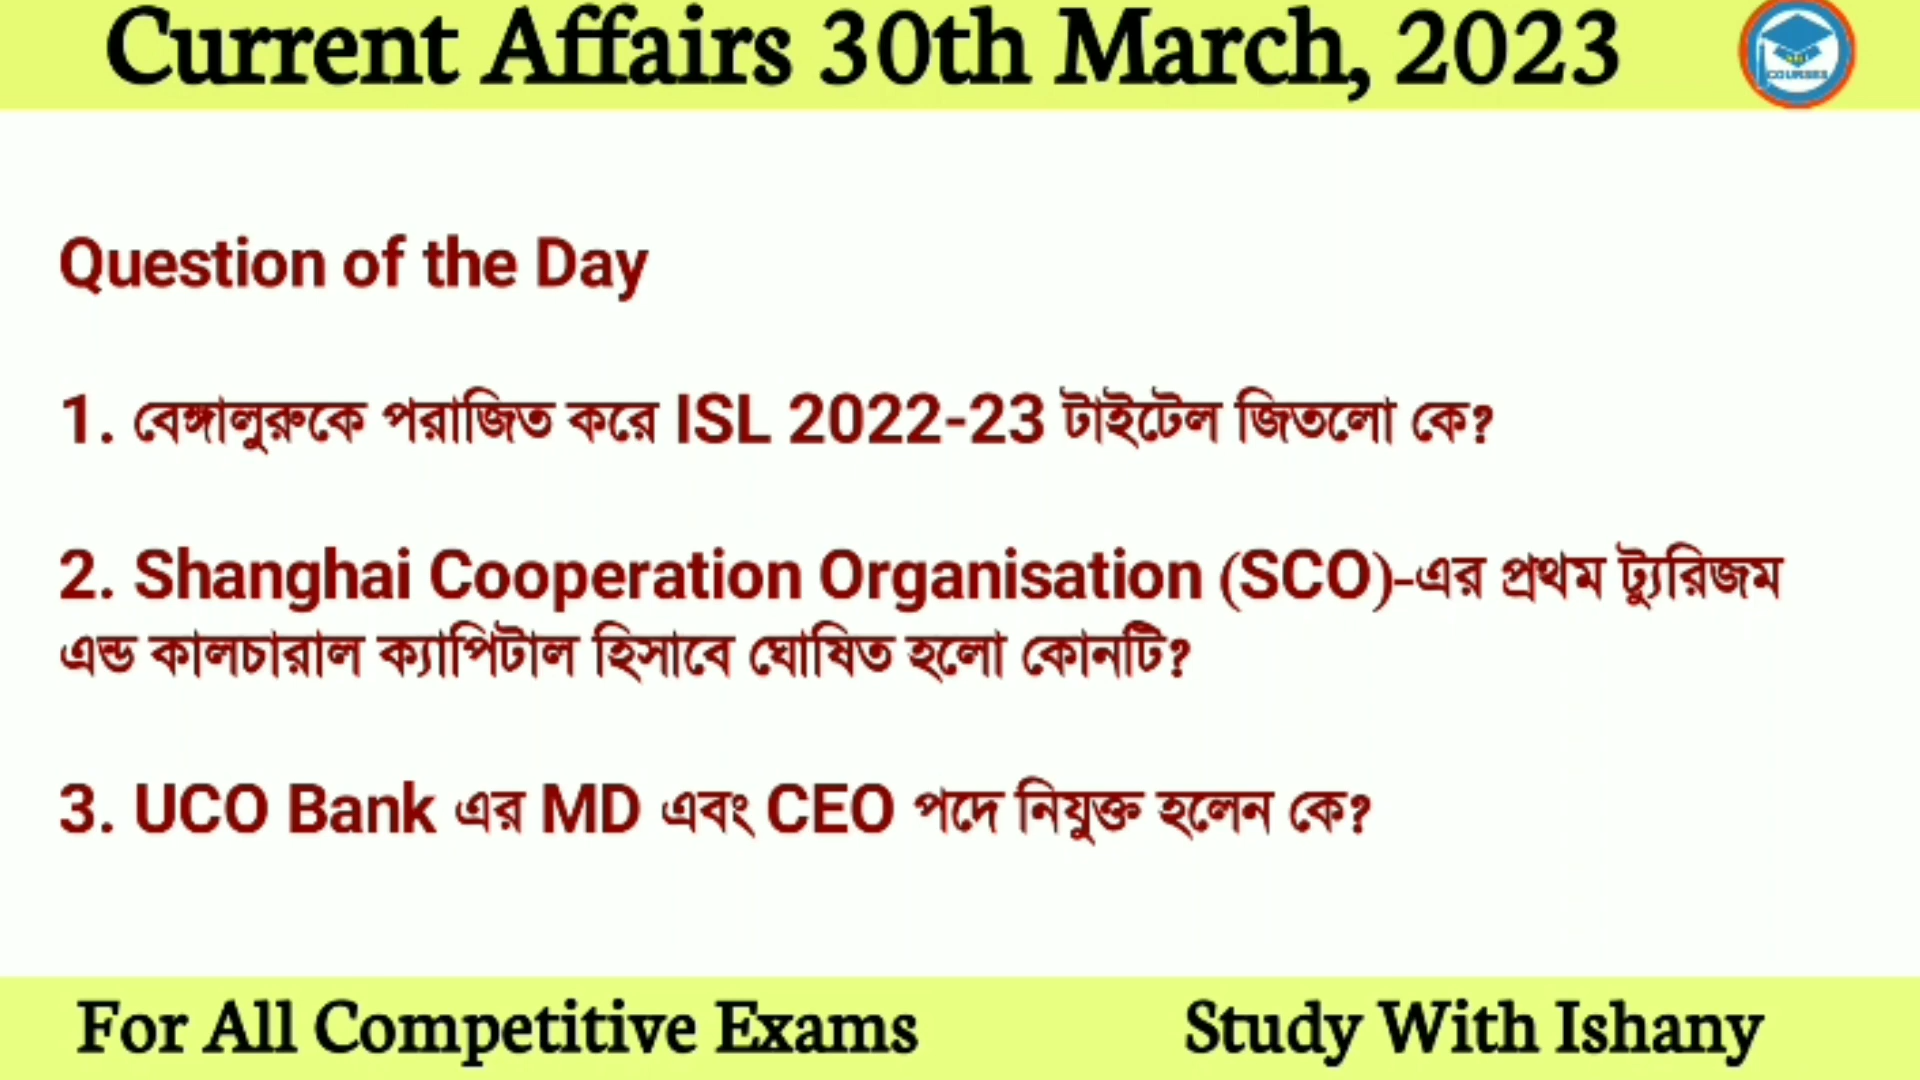 Current Affairs 30th March, 2023
COURSES
Question of the Day
1. বেঙ্গালুরুকে পরাজিত করে ISL 2022-23 টাইটেল জিতলো কে?
2. Shanghai Cooperation Organisation (SCO)-এর প্রথম ট্যুরিজম
এন্ড কালচারাল ক্যাপিটাল হিসাবে ঘোষিত হলো কোনটি?
3. UCO Bank এর MD এবং CEO পদে নিযুক্ত হলেন কে?
For All Competitive Exams
Study With Ishany